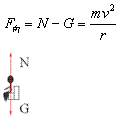 F向 = N − G = mv²/r
N
G